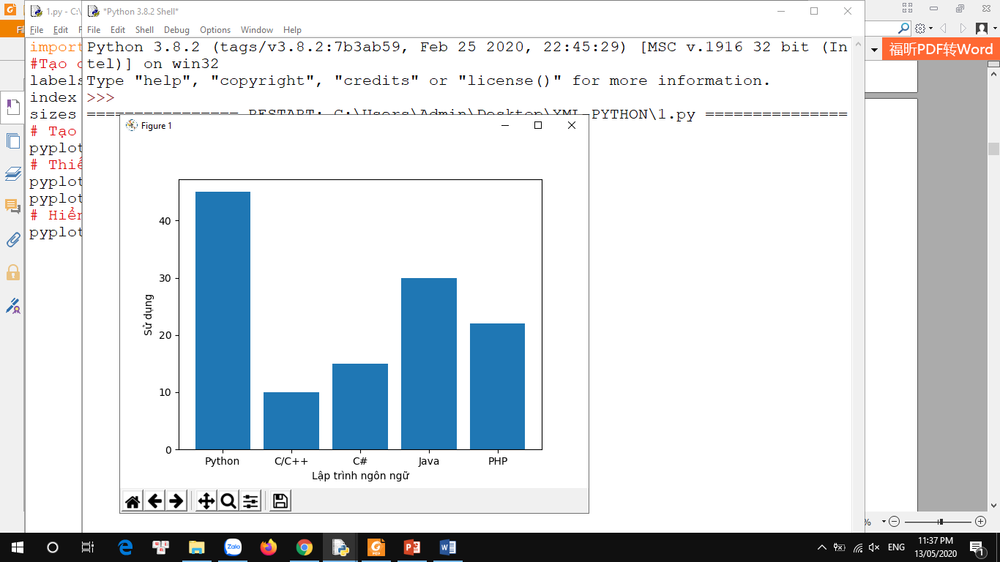 1.py - C:\
*Python 3.8.2 Shell*
File Edit
File Edit Shell Debug Options Window Help
福昕PDF转Word
import
#Tạo
labels
index
sizes
# Tạo
pyplot
# Thiế
pyplot
pyplot
# Hiển
pyplot
Python 3.8.2 (tags/v3.8.2:7b3ab59, Feb 25 2020, 22:45:29) [MSC v.1916 32 bit (In
tel)] on win32
Type "help", "copyright", "credits" or "license()" for more information.
>>>
================ RESTART: C:\Users\Admin\Desktop\XML-PYTHON\1.py ===============
Figure 1
40
30
20
10
0
Sử dụng
Python C/C++ C# Java PHP
Lập trình ngôn ngữ
%
Zalo
ENG
11:37 PM
13/05/2020
1